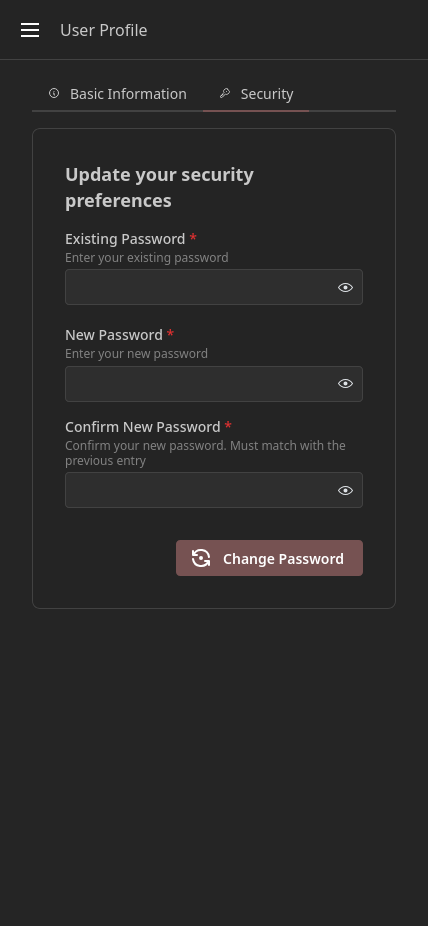 User Profile
Basic Information
Security
Update your security
preferences
Existing Password *
Enter your existing password
New Password *
Enter your new password
Confirm New Password *
Confirm your new password. Must match with the
previous entry
Change Password